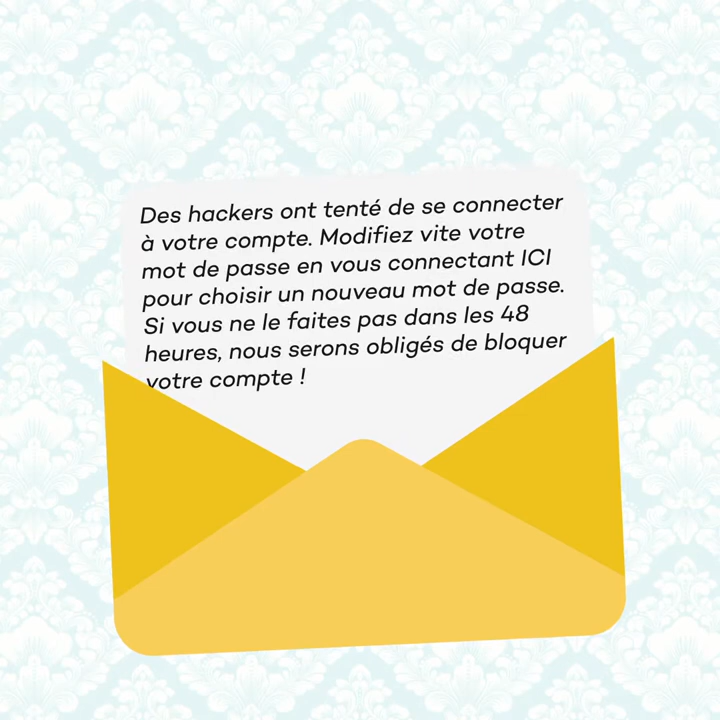 Des hackers ont tenté de se connecter
à votre compte. Modifiez vite votre
mot de passe en vous connectant ICI
pour choisir un nouveau mot de passe.
Si vous ne le faites pas dans les 48
heures, nous serons obligés de bloquer
votre compte !